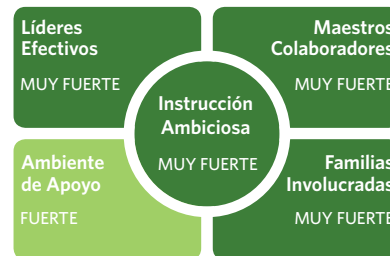 Líderes
Efectivos
MUY FUERTE
Maestros
Colaboradores
MUY FUERTE
Instrucción
Ambiciosa
MUY FUERTE
Ambiente
de Apoyo
FUERTE
Familias
Involucradas
MUY FUERTE